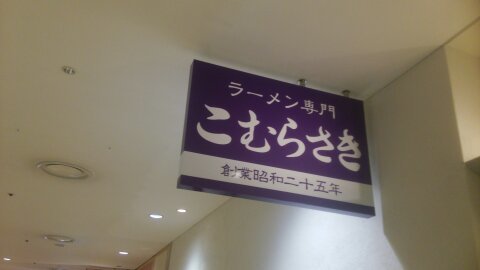 ラーメン専門
こむらさき
創業昭和二十五年